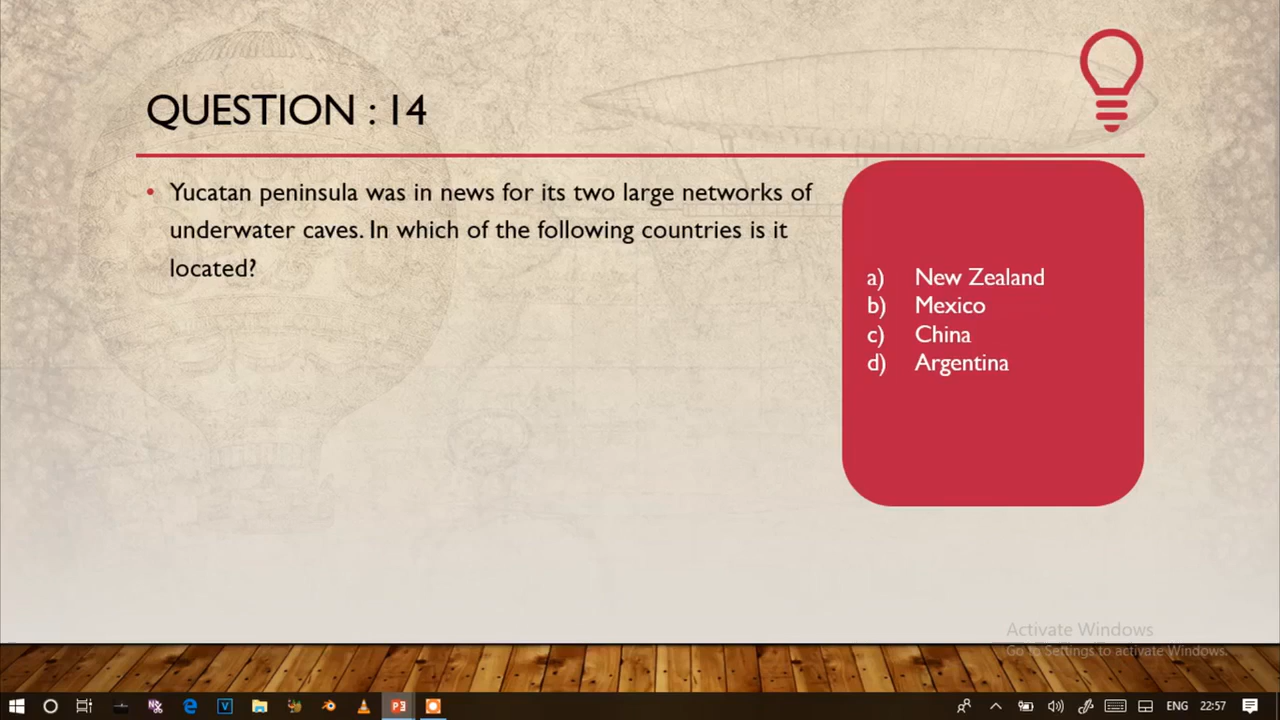 QUESTION : 14
• Yucatan peninsula was in news for its two large networks of
underwater caves. In which of the following countries is it
located?
a) New Zealand
b) Mexico
c) China
d) Argentina
Activate Windows
Go to Settings to activate Windows.
ENG 22:57